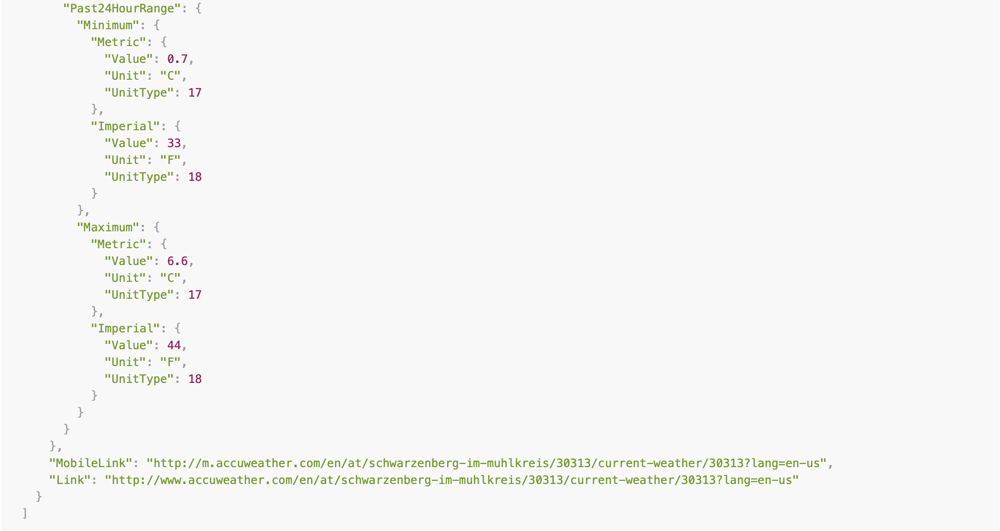 "Past24HourRange": {
"Minimum": {
"Metric": {
"Value": 0.7,
"Unit": "C",
"UnitType": 17
},
"Imperial": {
"Value": 33,
"Unit": "F",
"UnitType": 18
}
},
"Maximum": {
"Metric": {
"Value": 6.6,
"Unit": "C",
"UnitType": 17
},
"Imperial": {
"Value": 44,
"Unit": "F",
"UnitType": 18
}
}
}
},
"MobileLink": "http://m.accuweather.com/en/at/schwarzenberg-im-muhlkreis/30313/current-weather/30313?lang=en-us",
"Link": "http://www.accuweather.com/en/at/schwarzenberg-im-muhlkreis/30313/current-weather/30313?lang=en-us"
}
]